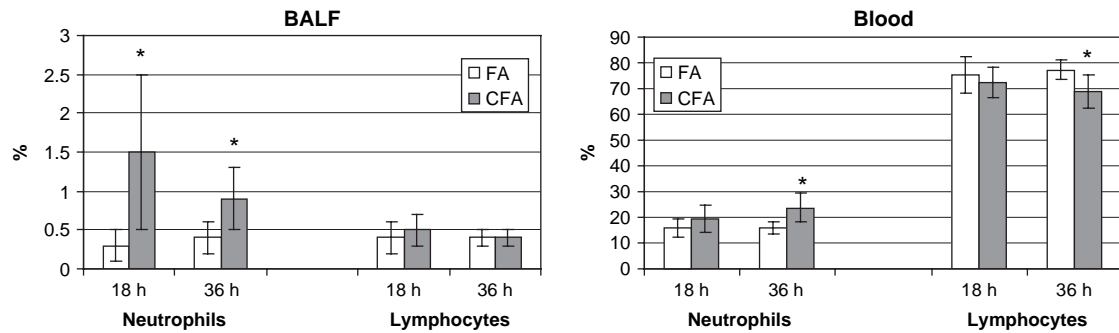 BALF
3
2.5
2
1.5
1
0.5
0
%
*
*
FA
CFA
18 h 36 h 18 h 36 h
Neutrophils Lymphocytes
Blood
90
80
70
60
50
40
30
20
10
0
%
*
*
FA
CFA
18 h 36 h 18 h 36 h
Neutrophils Lymphocytes